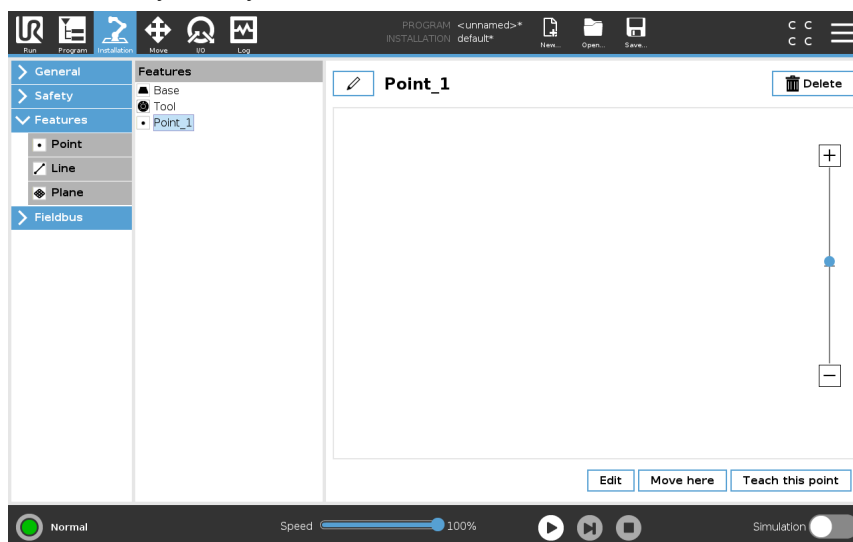 PROGRAM <unnamed>*
INSTALLATION default*
UR
Run Program Installation Move I/O Log New... Open... Save...
C C
C C
General
Safety
Features
Point
Line
Plane
Fieldbus
Features
Base
Tool
Point_1
Point_1
Delete
+
−
Edit Move here Teach this point
Normal Speed 100% Simulation